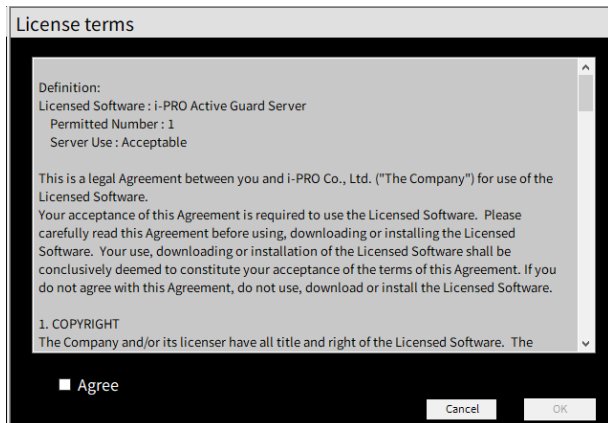 License terms
Definition:
Licensed Software : i-PRO Active Guard Server
Permitted Number : 1
Server Use : Acceptable
This is a legal Agreement between you and i-PRO Co., Ltd. ("The Company") for use of the
Licensed Software.
Your acceptance of this Agreement is required to use the Licensed Software.  Please
carefully read this Agreement before using, downloading or installing the Licensed
Software.  Your use, downloading or installation of the Licensed Software shall be
conclusively deemed to constitute your acceptance of the terms of this Agreement. If you
do not agree with this Agreement, do not use, download or install the Licensed Software.
1. COPYRIGHT
The Company and/or its licenser have all title and right of the Licensed Software.  The
Agree
Cancel
OK